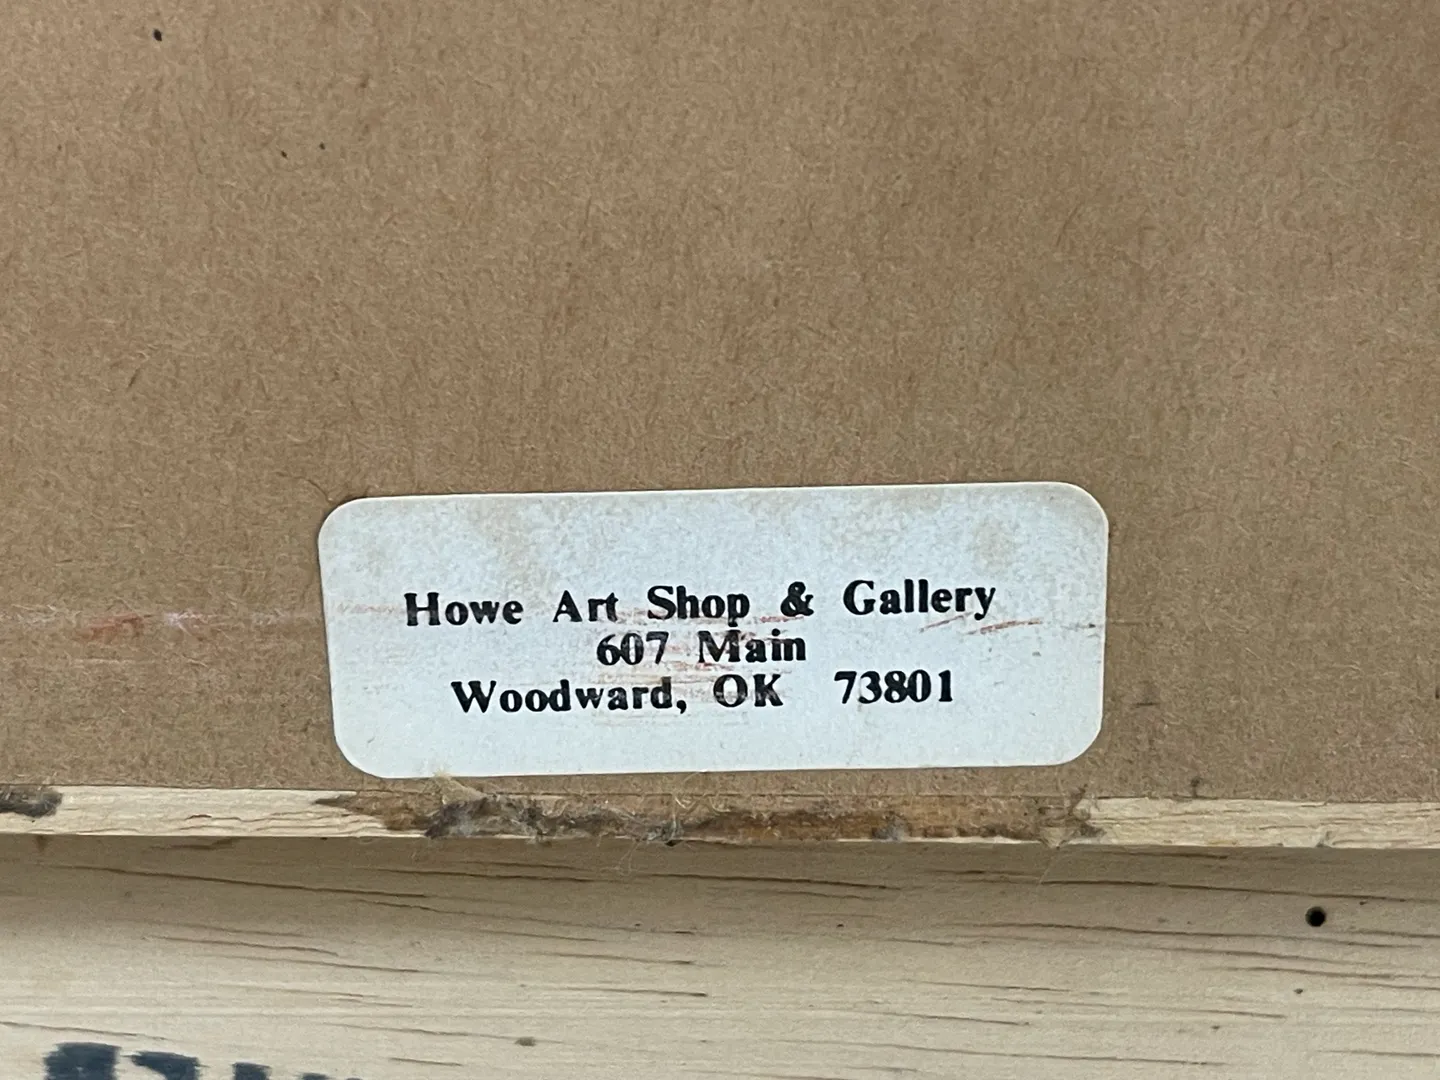 Howe Art Shop & Gallery
607 Main
Woodward, OK 73801